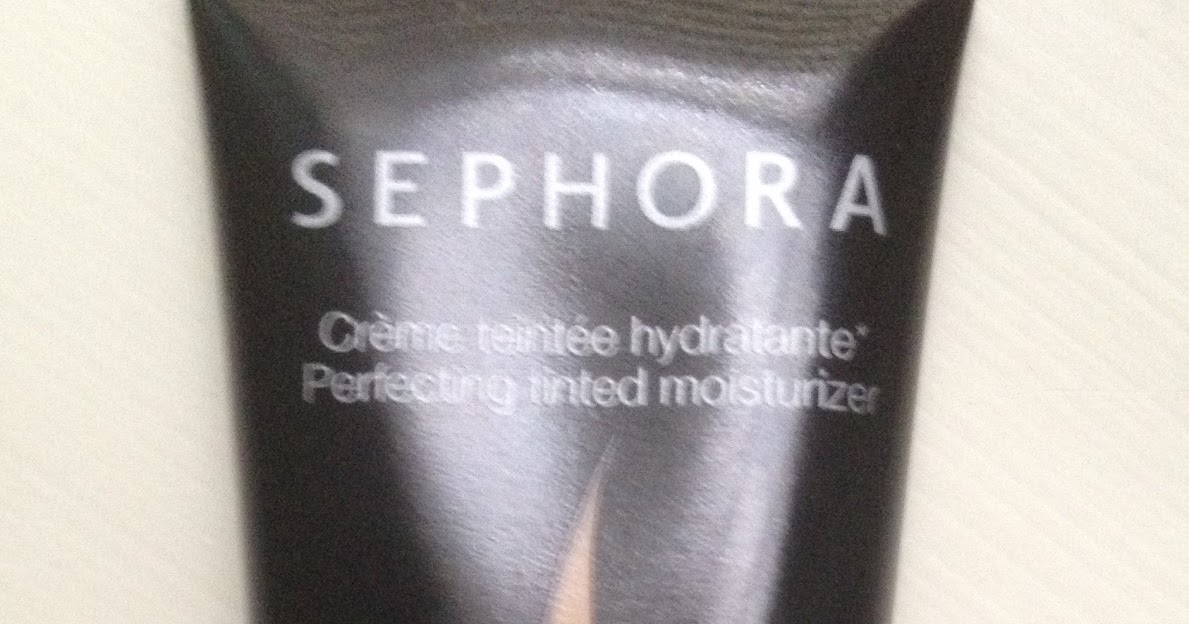 SEPHORA
Crème teintée hydratante*
Perfecting tinted moisturizer